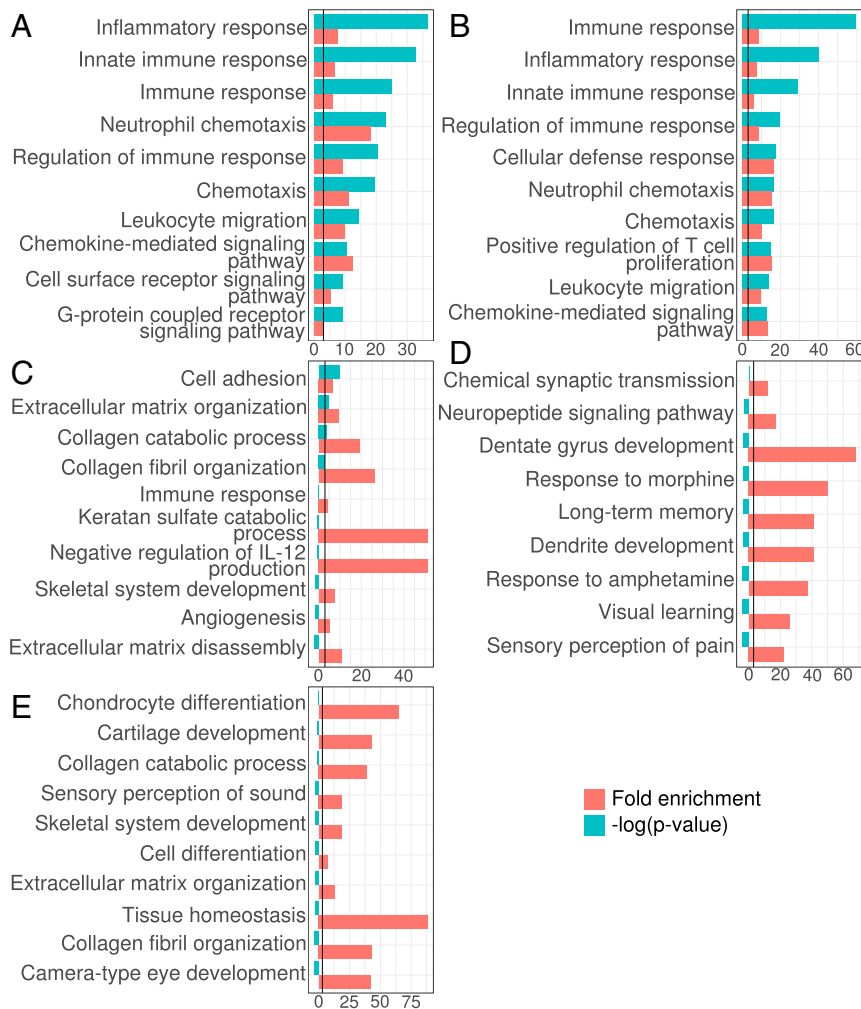 A
Inflammatory response
Innate immune response
Immune response
Neutrophil chemotaxis
Regulation of immune response
Chemotaxis
Leukocyte migration
Chemokine-mediated signaling
pathway
Cell surface receptor signaling
pathway
G-protein coupled receptor
signaling pathway
0 10 20 30
B
Immune response
Inflammatory response
Innate immune response
Regulation of immune response
Cellular defense response
Neutrophil chemotaxis
Chemotaxis
Positive regulation of T cell
proliferation
Leukocyte migration
Chemokine-mediated signaling
pathway
0 20 40 60
C
Cell adhesion
Extracellular matrix organization
Collagen catabolic process
Collagen fibril organization
Immune response
Keratan sulfate catabolic
process
Negative regulation of IL-12
production
Skeletal system development
Angiogenesis
Extracellular matrix disassembly
0 20 40
D
Chemical synaptic transmission
Neuropeptide signaling pathway
Dentate gyrus development
Response to morphine
Long-term memory
Dendrite development
Response to amphetamine
Visual learning
Sensory perception of pain
0 20 40 60
E
Chondrocyte differentiation
Cartilage development
Collagen catabolic process
Sensory perception of sound
Skeletal system development
Cell differentiation
Extracellular matrix organization
Tissue homeostasis
Collagen fibril organization
Camera-type eye development
0 25 50 75
Fold enrichment
-log(p-value)